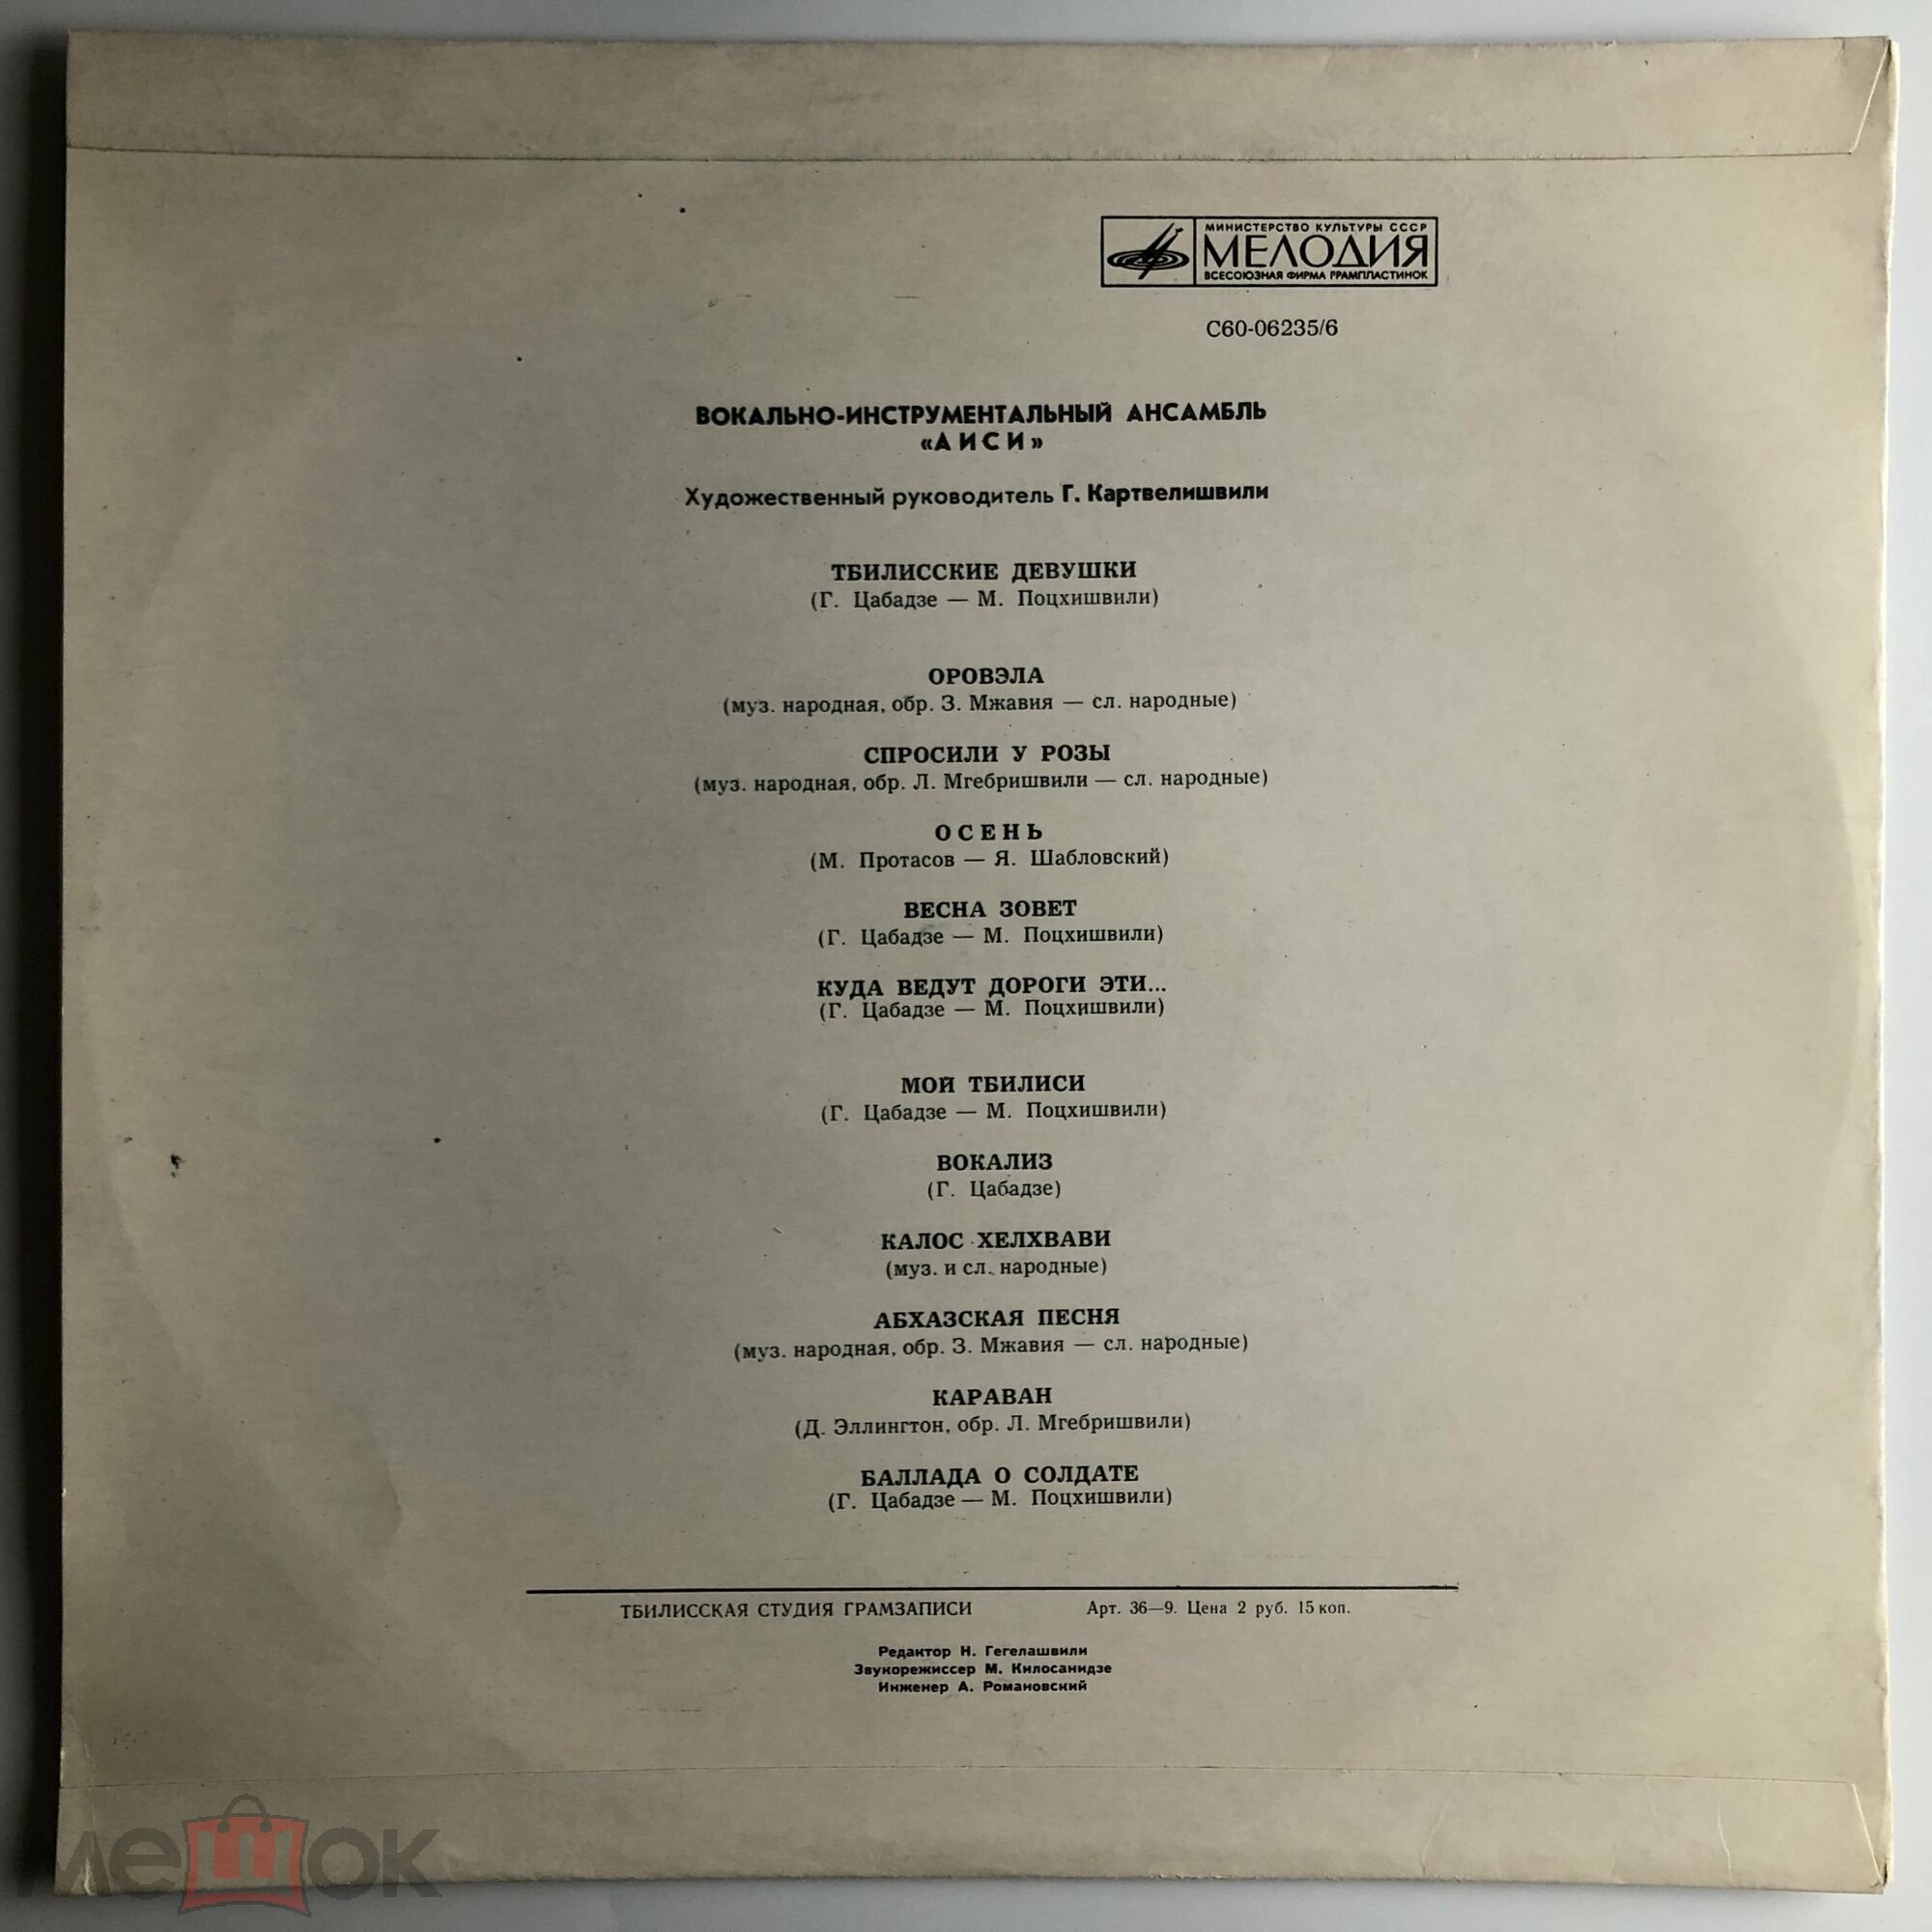 МИНИСТЕРСТВО КУЛЬТУРЫ СССР
МЕЛОДИЯ
ВСЕСОЮЗНАЯ ФИРМА ГРАМПЛАСТИНОК
С60-06235/6
ВОКАЛЬНО-ИНСТРУМЕНТАЛЬНЫЙ АНСАМБЛЬ
«АИСИ»
Художественный руководитель Г. Картвелишвили
ТБИЛИССКИЕ ДЕВУШКИ
(Г. Цабадзе — М. Поцхишвили)
ОРОВЭЛА
(муз. народная, обр. З. Мжавия — сл. народные)
СПРОСИЛИ У РОЗЫ
(муз. народная, обр. Л. Мгебришвили — сл. народные)
ОСЕНЬ
(М. Протасов — Я. Шабловский)
ВЕСНА ЗОВЕТ
(Г. Цабадзе — М. Поцхишвили)
КУДА ВЕДУТ ДОРОГИ ЭТИ...
(Г. Цабадзе — М. Поцхишвили)
МОЙ ТБИЛИСИ
(Г. Цабадзе — М. Поцхишвили)
ВОКАЛИЗ
(Г. Цабадзе)
КАЛОС ХЕЛХВАВИ
(муз. и сл. народные)
АБХАЗСКАЯ ПЕСНЯ
(муз. народная, обр. З. Мжавия — сл. народные)
КАРАВАН
(Д. Эллингтон, обр. Л. Мгебришвили)
БАЛЛАДА О СОЛДАТЕ
(Г. Цабадзе — М. Поцхишвили)
ТБИЛИССКАЯ СТУДИЯ ГРАМЗАПИСИ Арт. 36—9. Цена 2 руб. 15 коп.
Редактор Н. Гегелашвили
Звукорежиссер М. Килосанидзе
Инженер А. Романовский
мешок